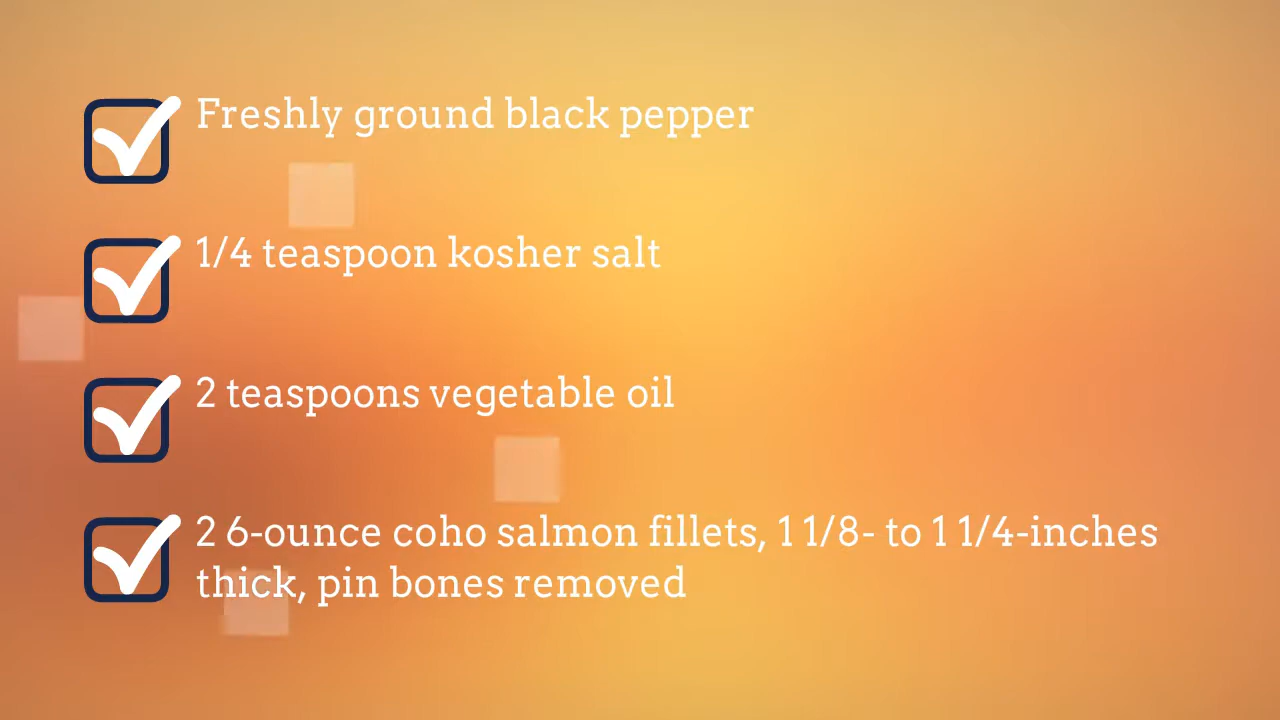 Freshly ground black pepper
1/4 teaspoon kosher salt
2 teaspoons vegetable oil
2 6-ounce coho salmon fillets, 1 1/8- to 1 1/4-inches
thick, pin bones removed